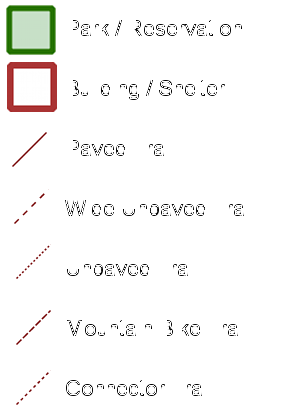 Park / Reservation
Building / Shelter
Paved Trail
Wide Unpaved Trail
Unpaved Trail
Mountain Bike Trail
Connector Trail